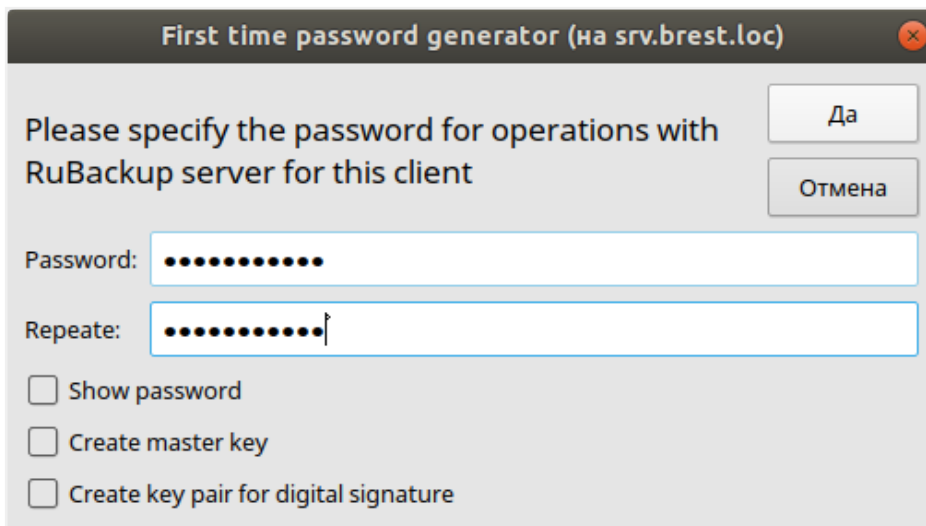 First time password generator (на srv.brest.loc)
Please specify the password for operations with
RuBackup server for this client
Да
Отмена
Password: •••••••••••
Repeate: •••••••••••
Show password
Create master key
Create key pair for digital signature